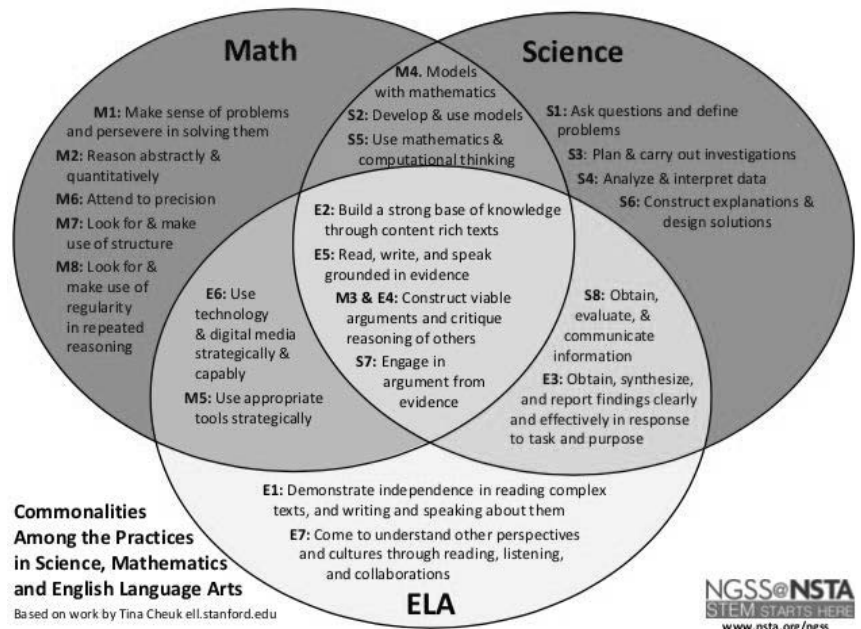 Math
Science
M4. Models
with mathematics
S2: Develop & use models
S5: Use mathematics &
computational thinking
M1: Make sense of problems
and persevere in solving them
M2: Reason abstractly &
quantitatively
M6: Attend to precision
M7: Look for & make
use of structure
M8: Look for &
make use of
regularity
in repeated
reasoning
S1: Ask questions and define
problems
S3: Plan & carry out investigations
S4: Analyze & interpret data
S6: Construct explanations &
design solutions
E2: Build a strong base of knowledge
through content rich texts
E5: Read, write, and speak
grounded in evidence
M3 & E4: Construct viable
arguments and critique
reasoning of others
S7: Engage in
argument from
evidence
E6: Use
technology
& digital media
strategically &
capably
M5: Use appropriate
tools strategically
S8: Obtain,
evaluate, &
communicate
information
E3: Obtain, synthesize,
and report findings clearly
and effectively in response
to task and purpose
E1: Demonstrate independence in reading complex
texts, and writing and speaking about them
E7: Come to understand other perspectives
and cultures through reading, listening,
and collaborations
ELA
Commonalities
Among the Practices
in Science, Mathematics
and English Language Arts
Based on work by Tina Cheuk ell.stanford.edu
NGSS@NSTA
STEM STARTS HERE
www.nsta.org/ngss